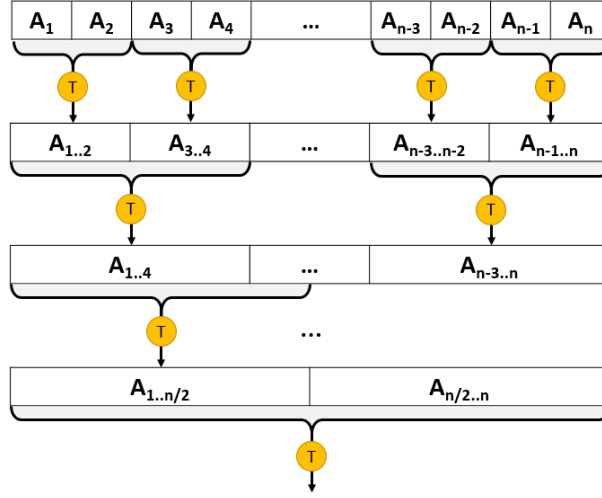 A1 A2 A3 A4 ... An-3 An-2 An-1 An
T T T T
A1..2 A3..4 ... An-3..n-2 An-1..n
T T
A1..4 ... An-3..n
T ...
A1..n/2 An/2..n
T